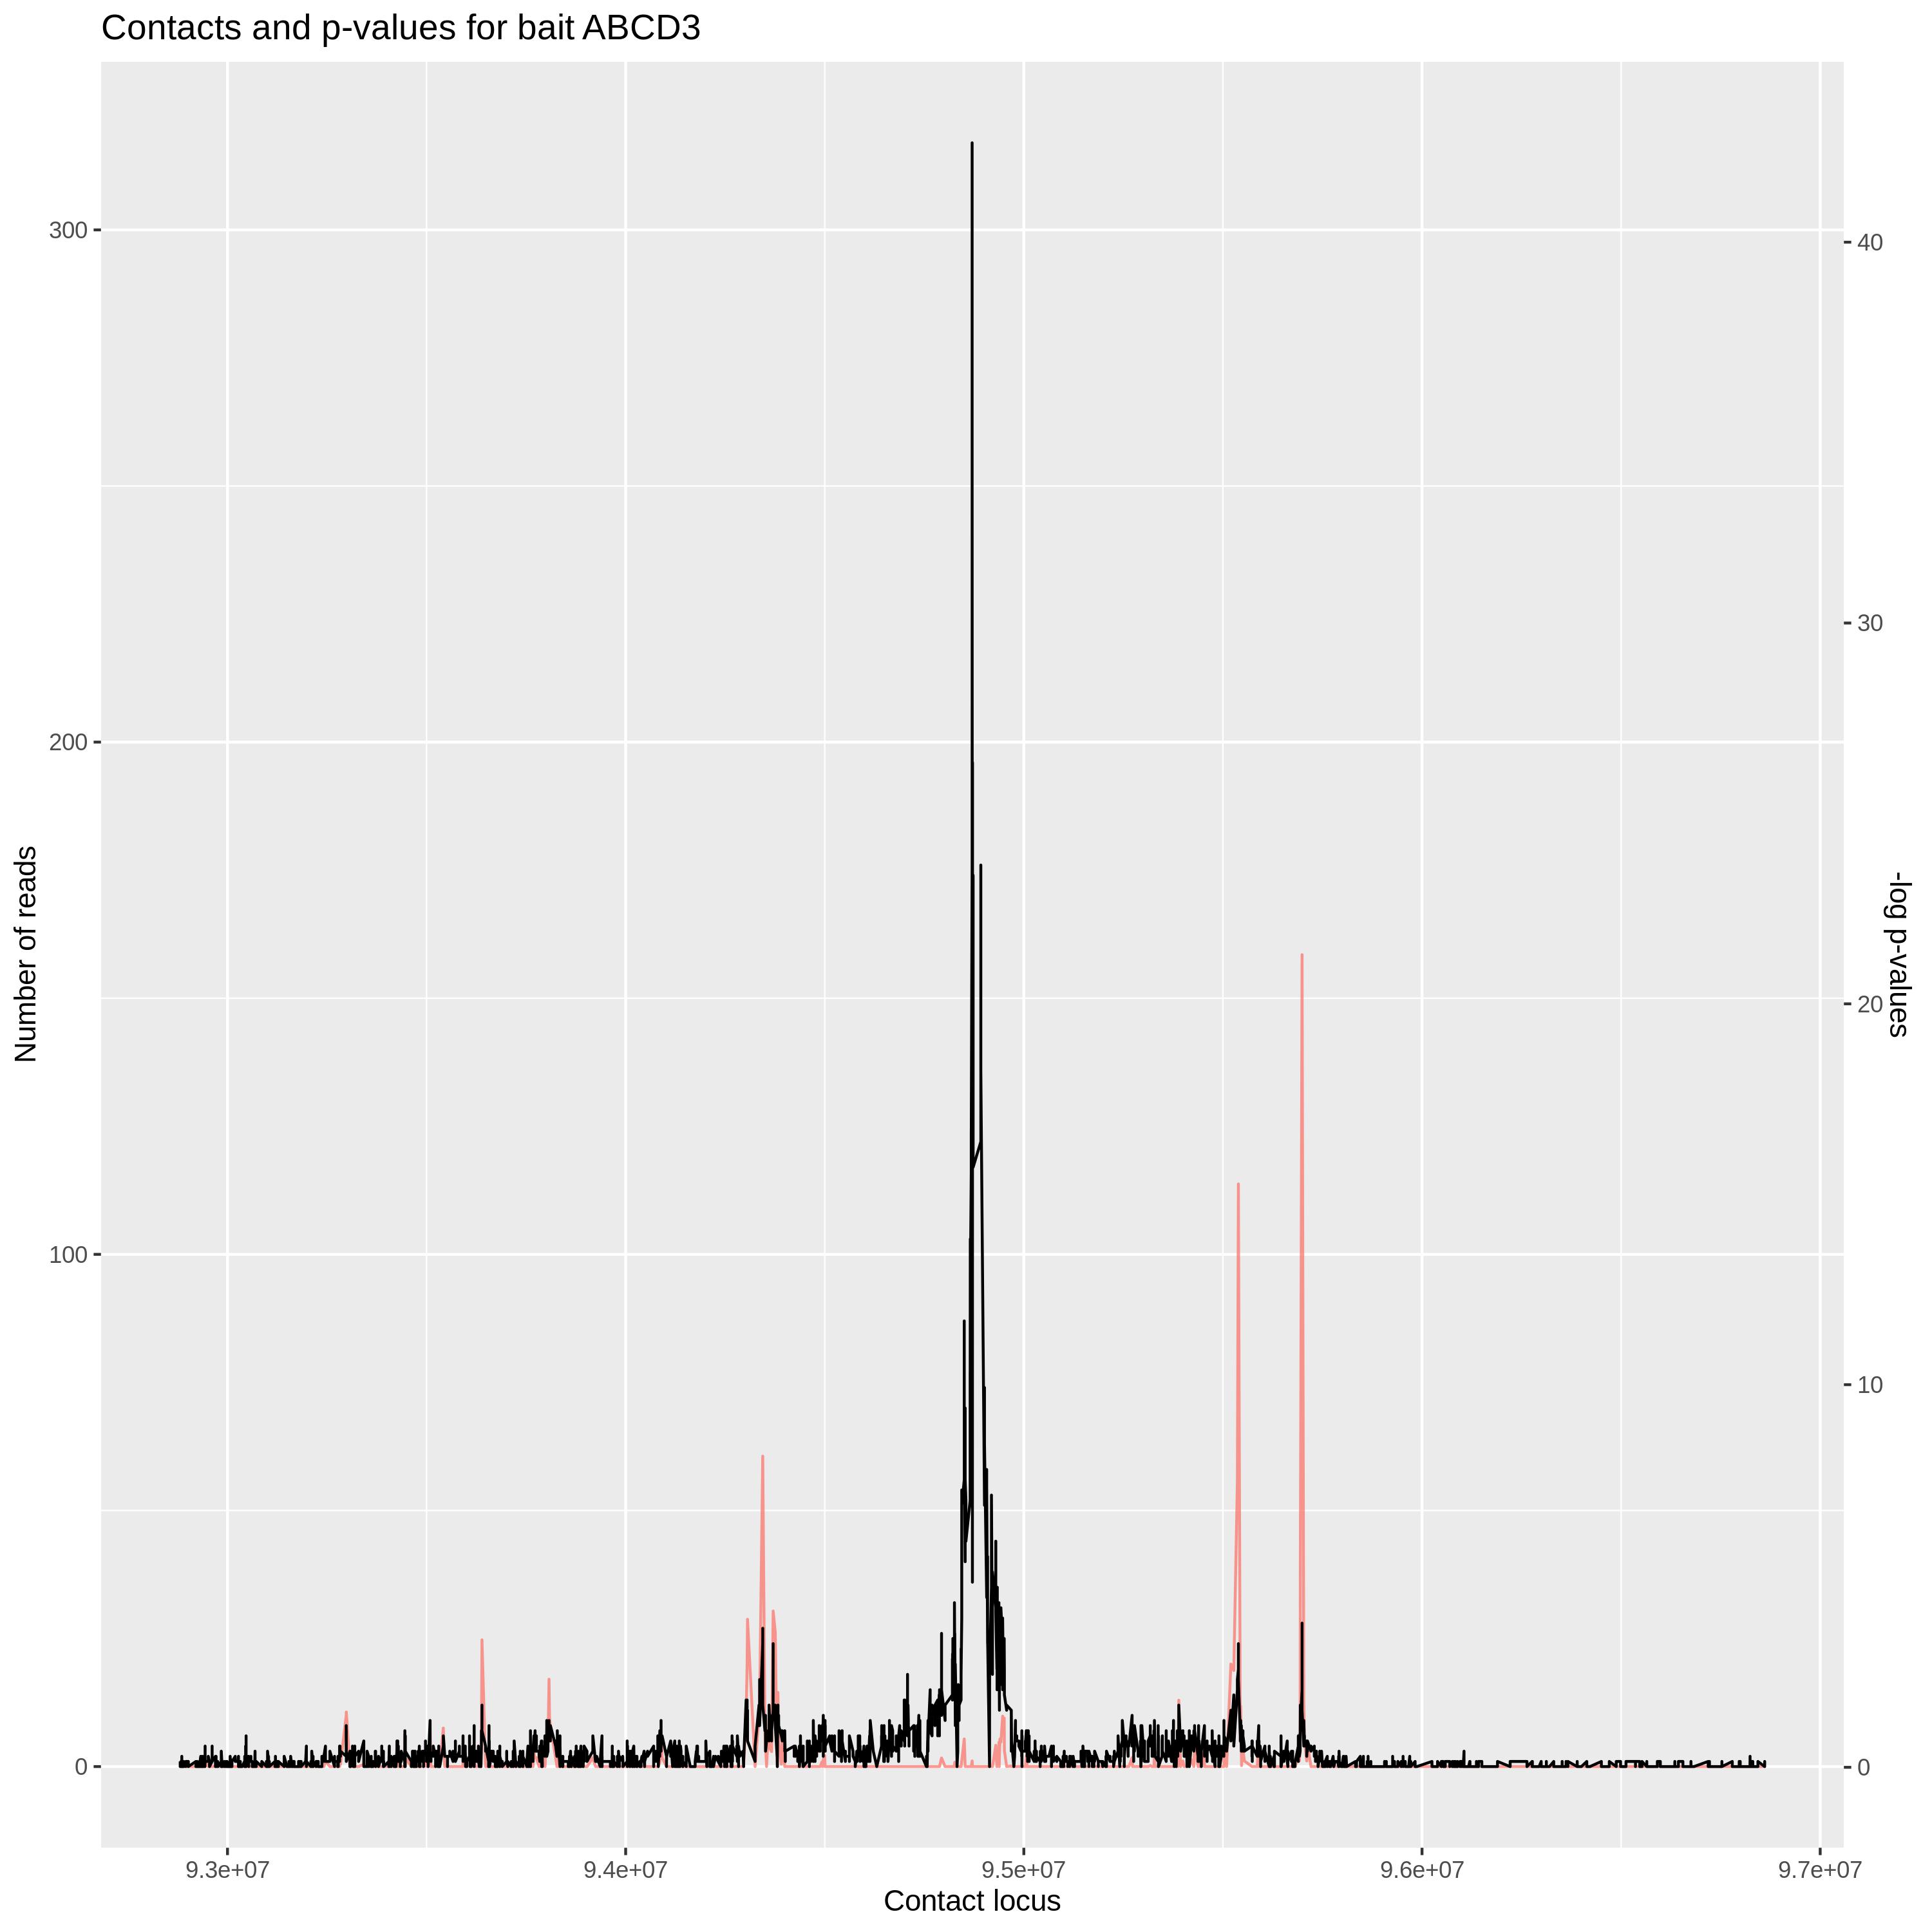 Contacts and p-values for bait ABCD3
300
200
100
0
Number of reads
40
30
20
10
0
-log p-values
9.3e+07 9.4e+07 9.5e+07 9.6e+07 9.7e+07
Contact locus